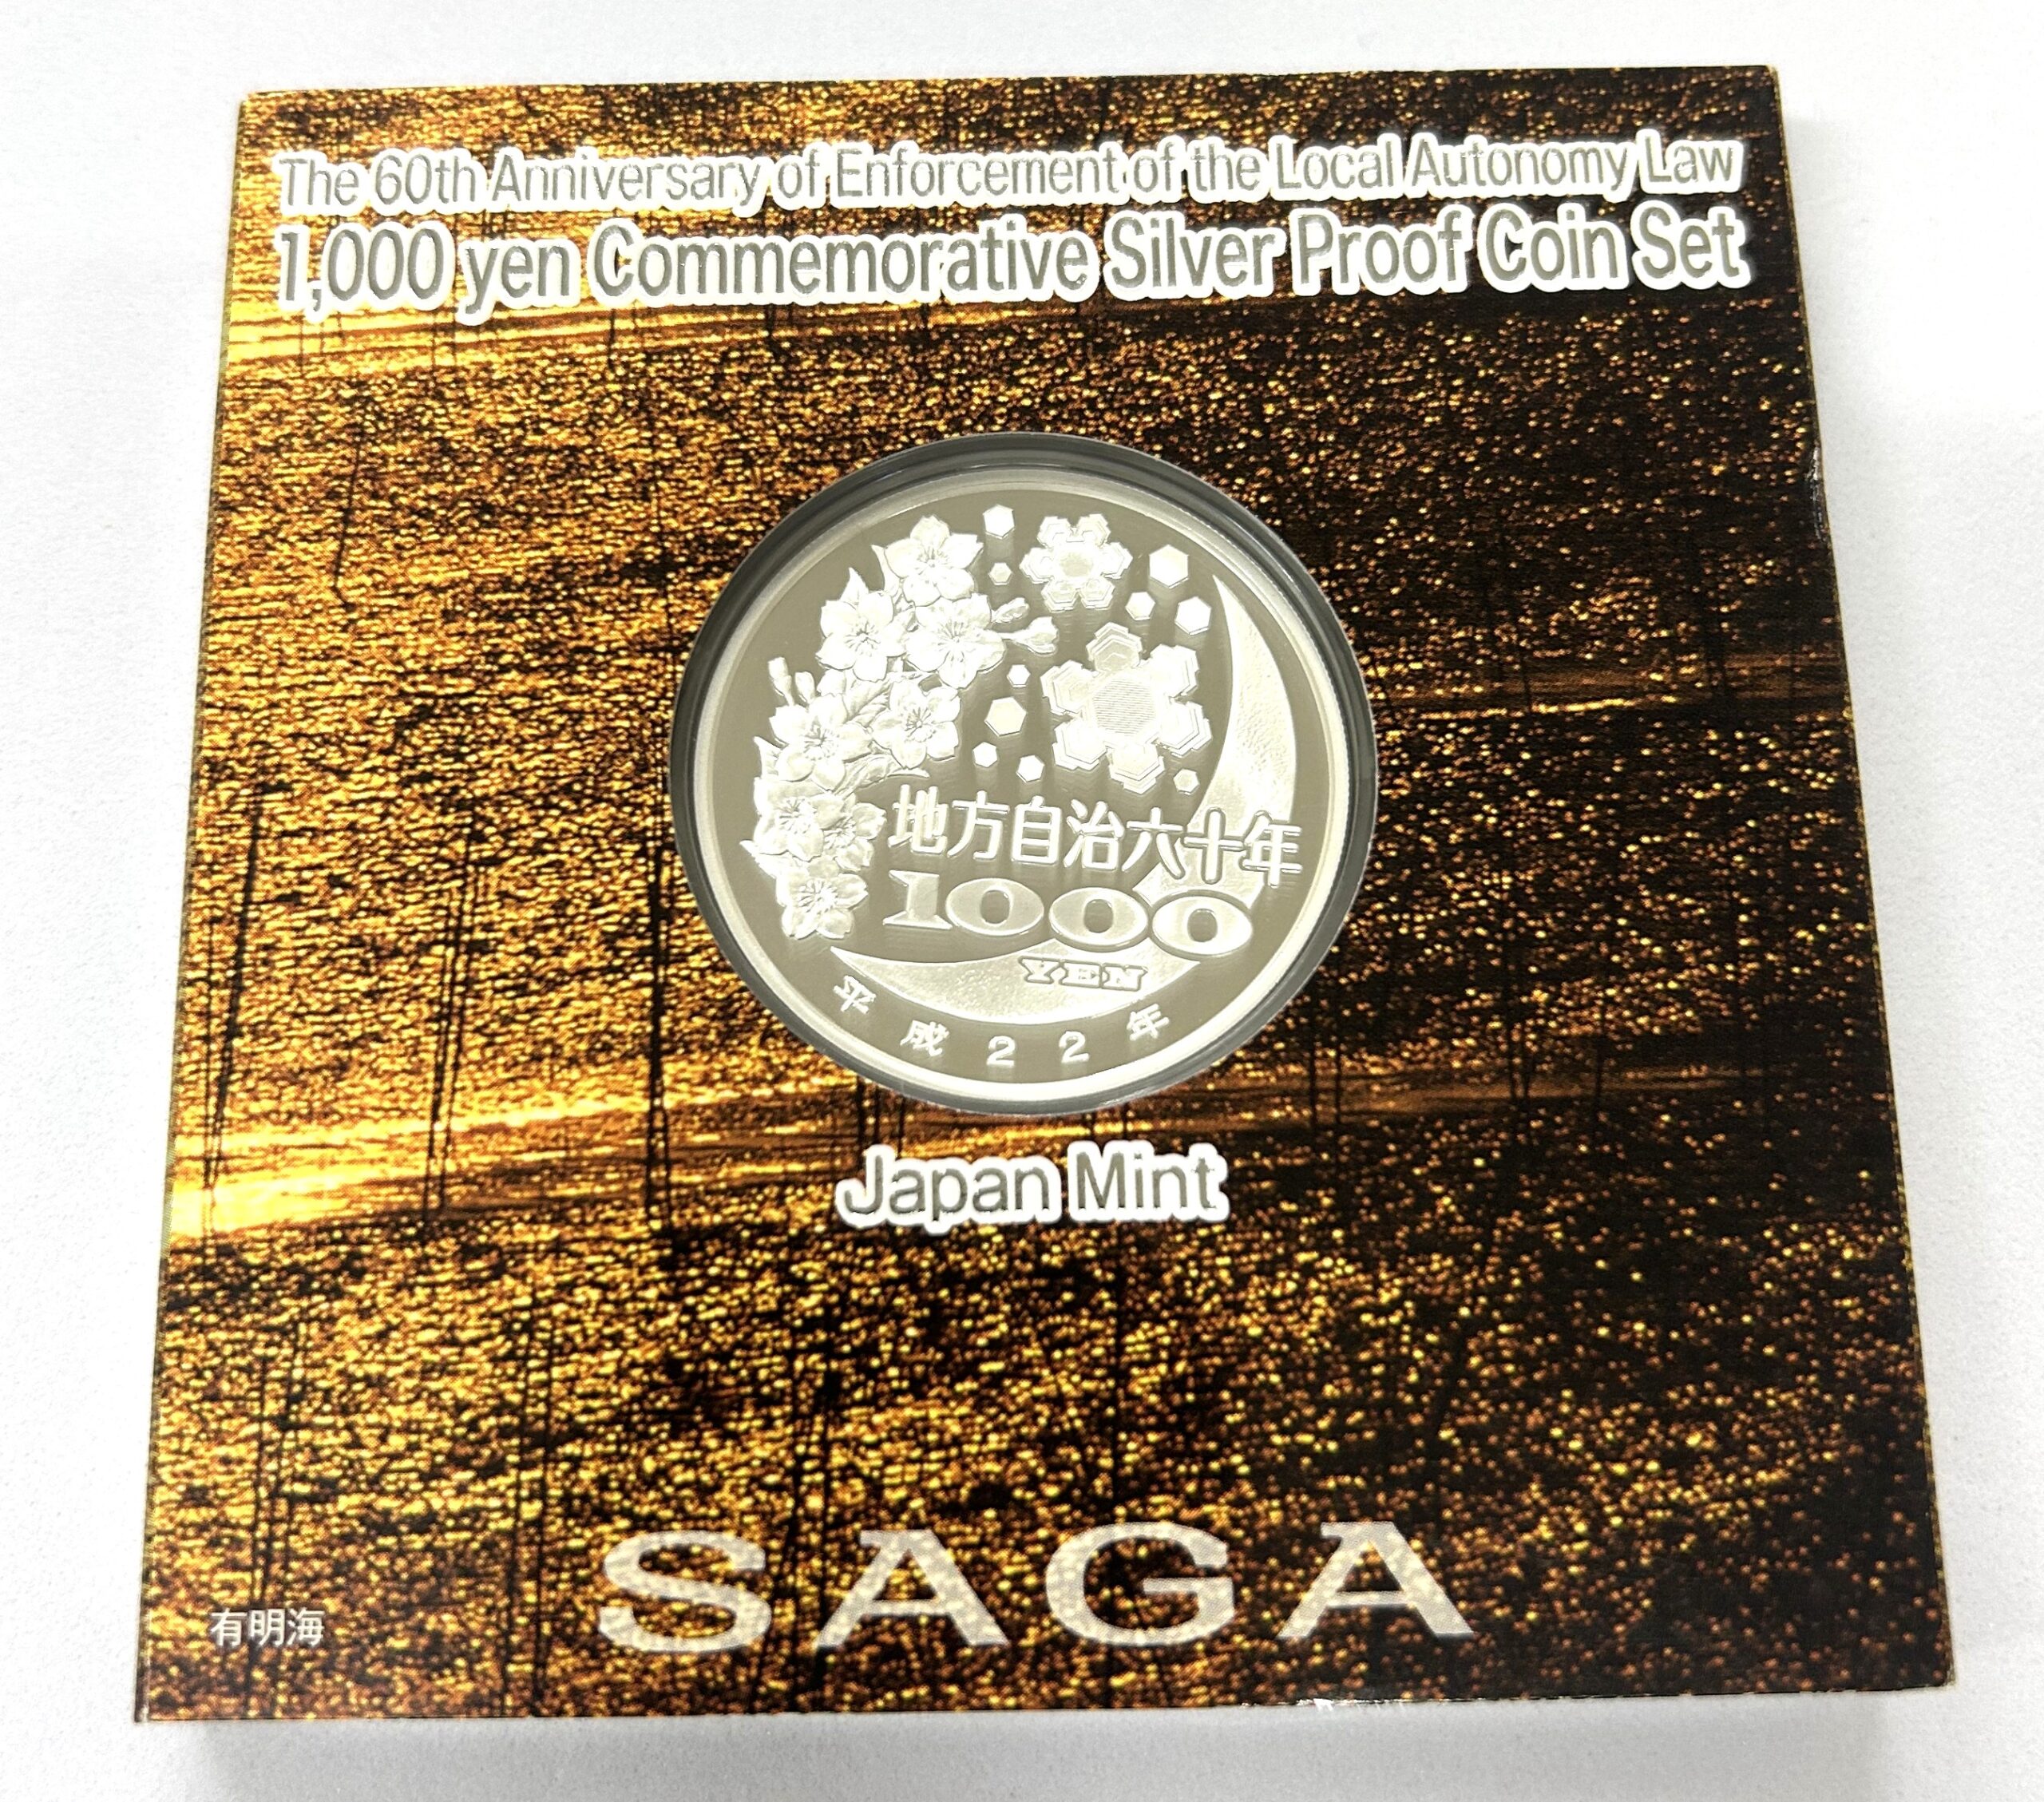 The 60th Anniversary of Enforcement of the Local Autonomy Law
1,000 yen Commemorative Silver Proof Coin Set
地方自治六十年
1000
YEN
平成22年
Japan Mint
SAGA
有明海